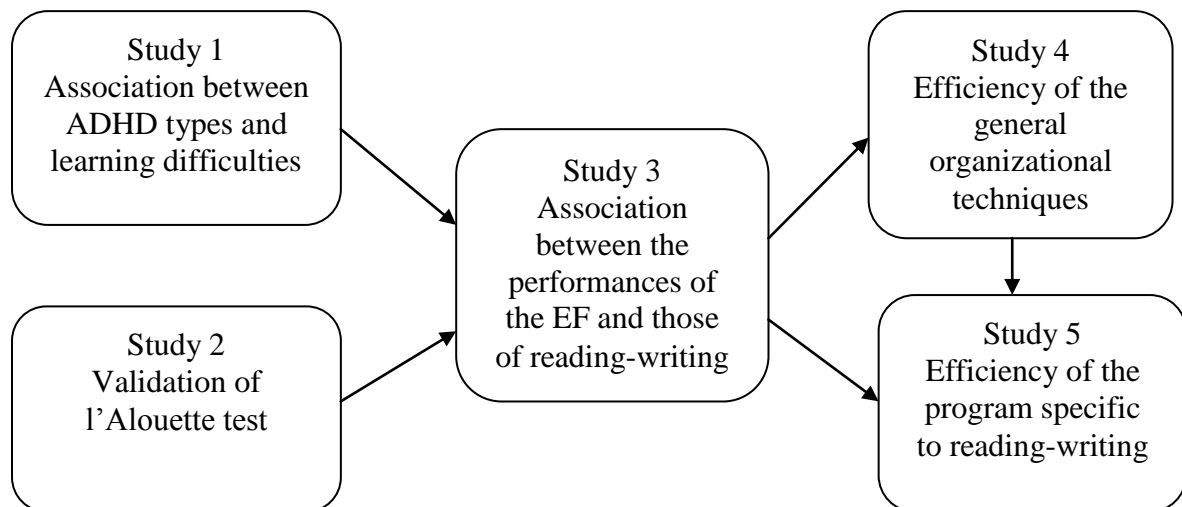 Study 1
Association between
ADHD types and
learning difficulties
Study 2
Validation of
l’Alouette test
Study 3
Association
between the
performances of
the EF and those
of reading-writing
Study 4
Efficiency of the
general
organizational
techniques
Study 5
Efficiency of the
program specific
to reading-writing